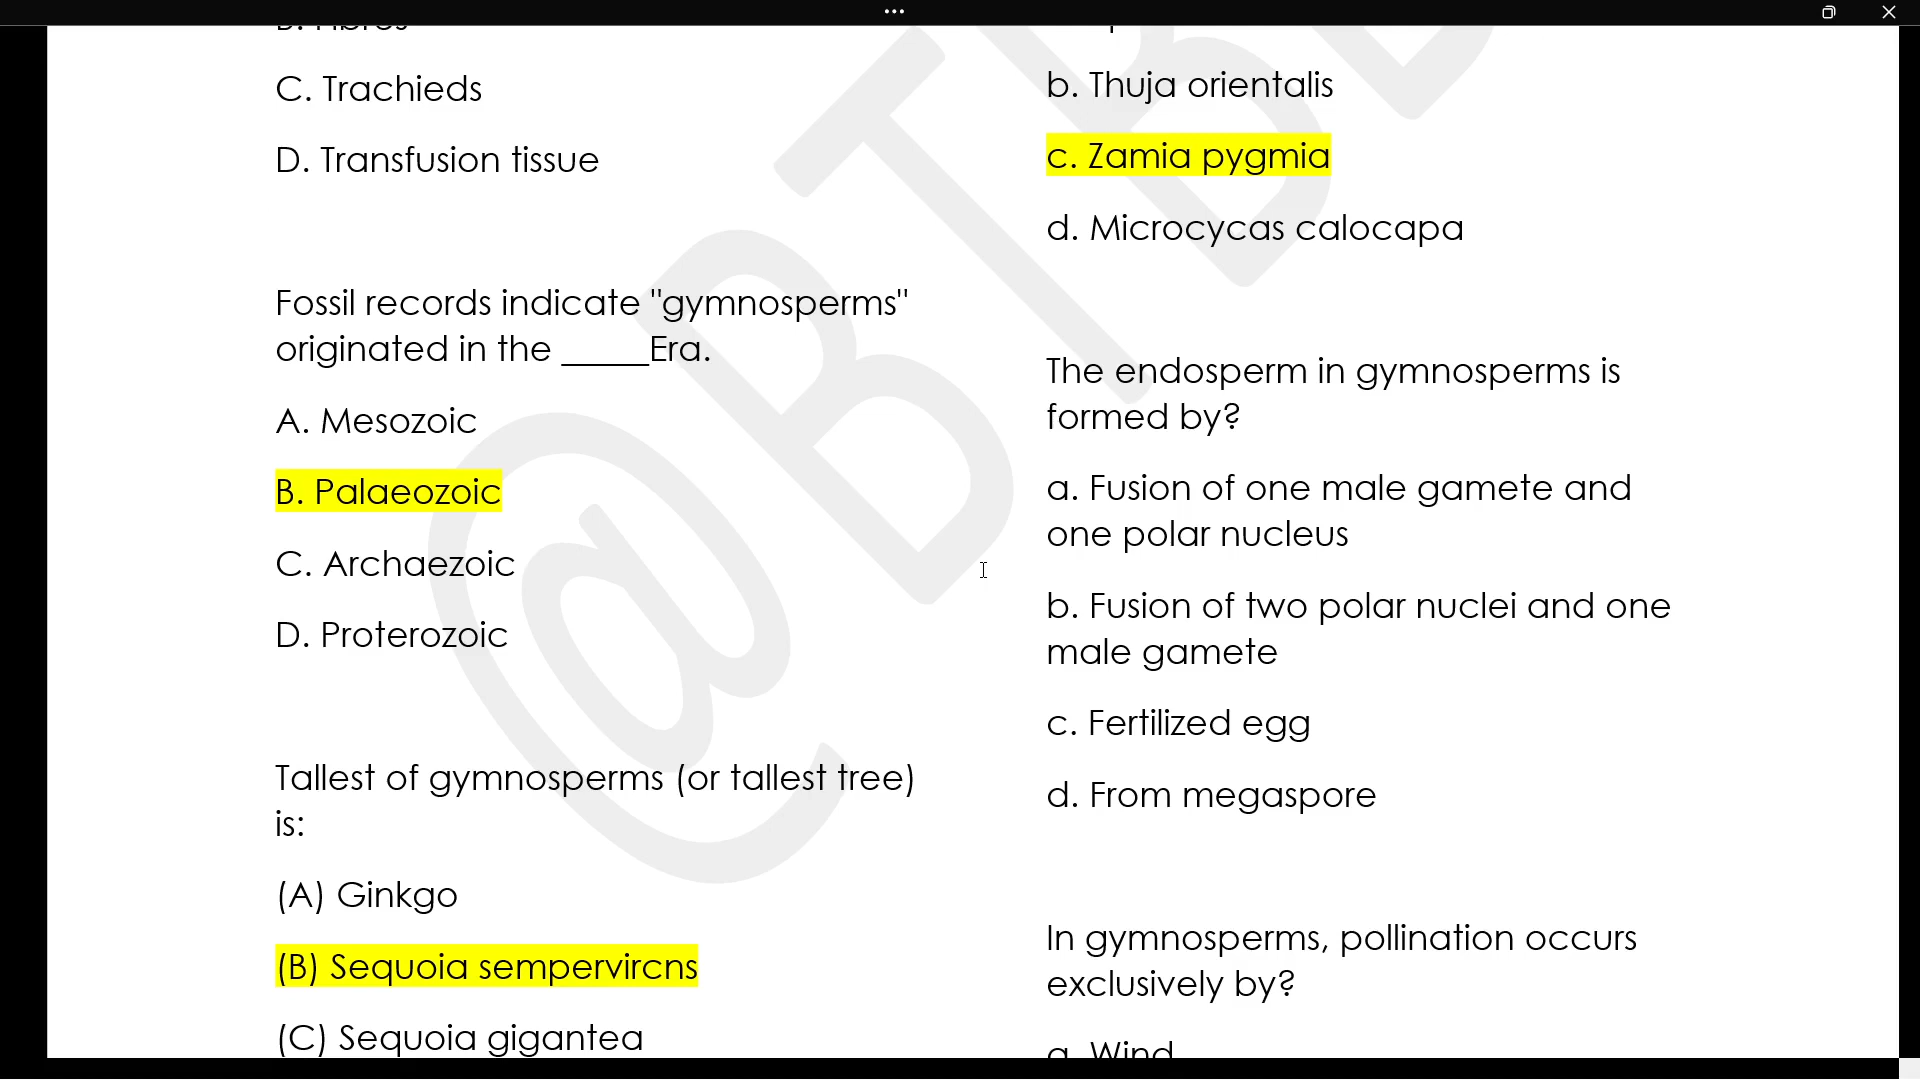 C. Trachieds
D. Transfusion tissue
Fossil records indicate "gymnosperms"
originated in the _____Era.
A. Mesozoic
B. Palaeozoic
C. Archaezoic
D. Proterozoic
Tallest of gymnosperms (or tallest tree)
is:
(A) Ginkgo
(B) Sequoia sempervircns
(C) Sequoia gigantea
b. Thuja orientalis
c. Zamia pygmia
d. Microcycas calocapa
The endosperm in gymnosperms is
formed by?
a. Fusion of one male gamete and
one polar nucleus
b. Fusion of two polar nuclei and one
male gamete
c. Fertilized egg
d. From megaspore
In gymnosperms, pollination occurs
exclusively by?
a. Wind